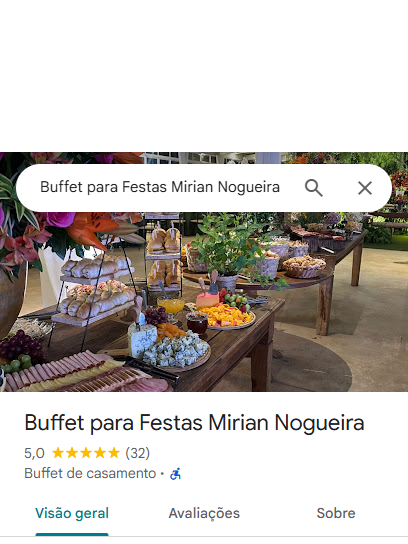 Buffet para Festas Mirian Nogueira
Buffet para Festas Mirian Nogueira
5,0 ★★★★★ (32)
Buffet de casamento ·
Visão geral Avaliações Sobre